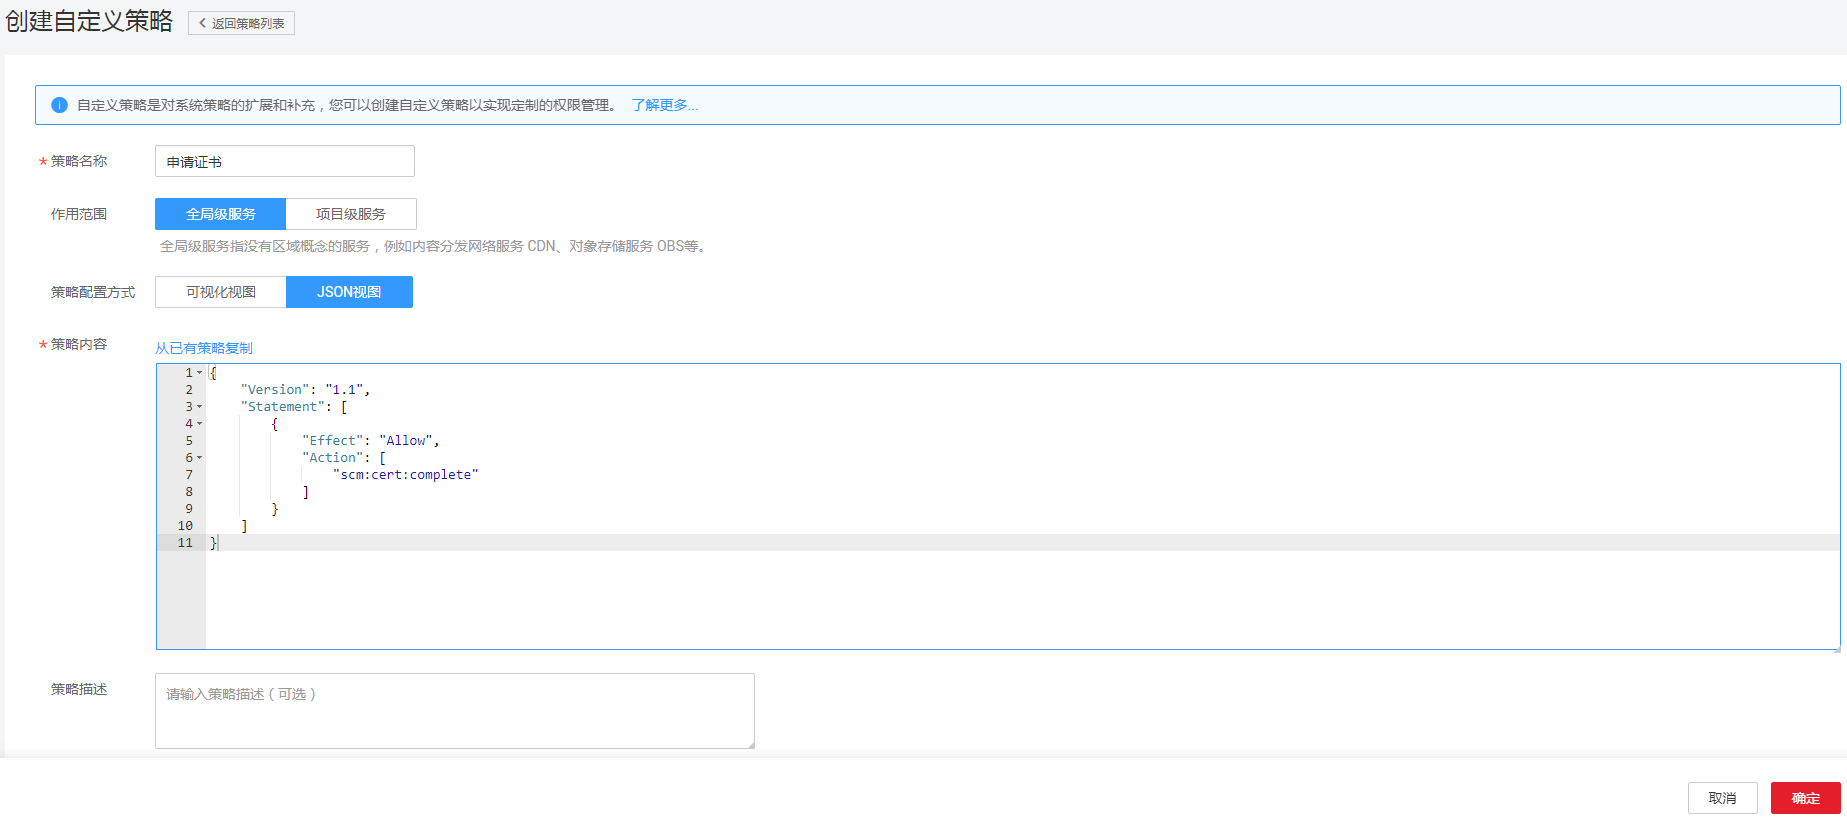 创建自定义策略 返回策略列表
自定义策略是对系统策略的扩展和补充，您可以创建自定义策略以实现定制的权限管理。 了解更多...
★ 策略名称 申请证书
作用范围 全局级服务 项目级服务
全局级服务指没有区域概念的服务，例如内容分发网络服务 CDN、对象存储服务 OBS等。
策略配置方式 可视化视图 JSON视图
★ 策略内容 从已有策略复制
1 {
2 "Version": "1.1",
3 "Statement": [
4 {
5 "Effect": "Allow",
6 "Action": [
7 "scm:cert:complete"
8 ]
9 }
10 ]
11 }
策略描述 请输入策略描述（可选）
取消 确定